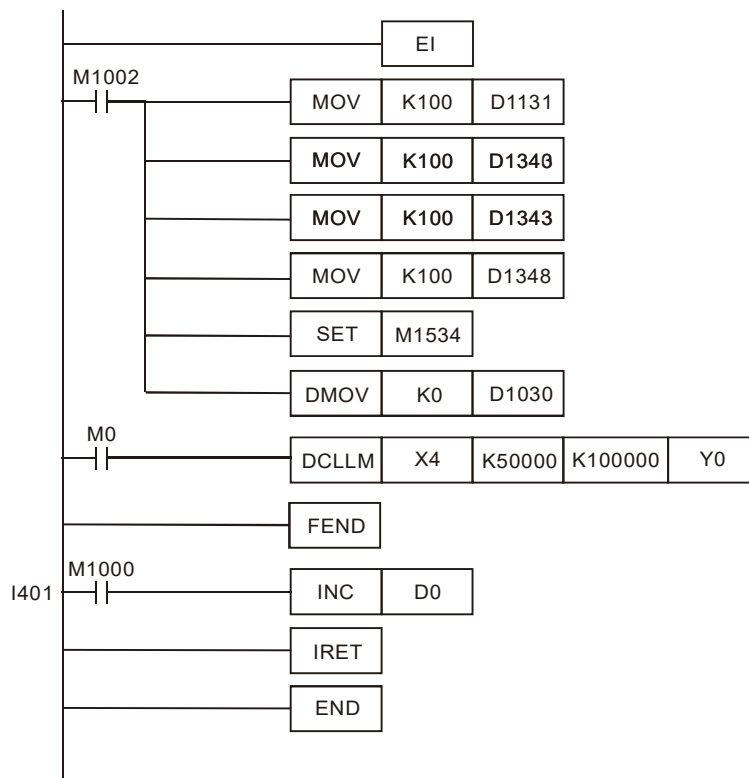 EI
M1002
MOV K100 D1131
MOV K100 D1340
MOV K100 D1343
MOV K100 D1348
SET M1534
DMOV K0 D1030
M0
DCLLM X4 K50000 K100000 Y0
FEND
M1000
I401 INC D0
IRET
END